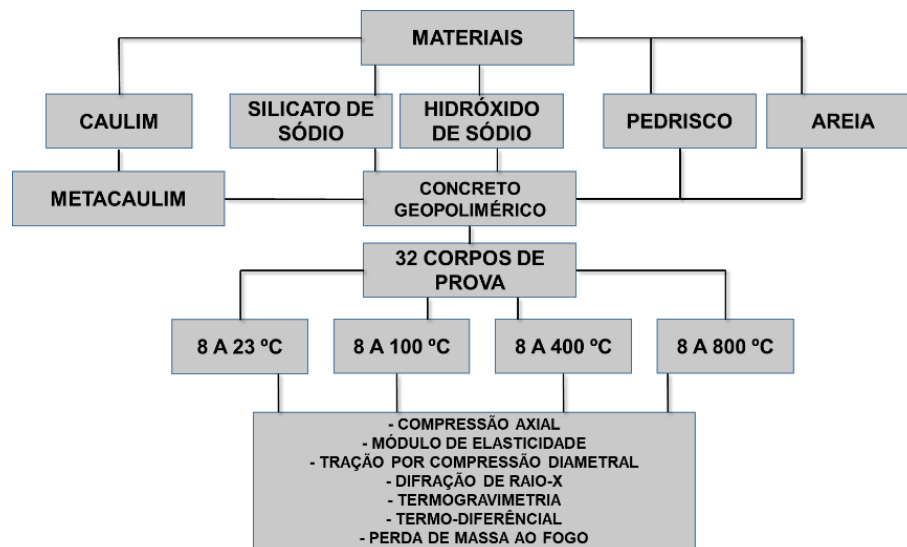 MATERIAIS
CAULIM
SILICATO DE
SÓDIO
HIDRÓXIDO
DE SÓDIO
PEDRISCO
AREIA
METACAULIM
CONCRETO
GEOPOLIMÉRICO
32 CORPOS DE
PROVA
8 A 23 ºC
8 A 100 ºC
8 A 400 ºC
8 A 800 ºC
- COMPRESSÃO AXIAL
- MÓDULO DE ELASTICIDADE
- TRAÇÃO POR COMPRESSÃO DIAMETRAL
- DIFRAÇÃO DE RAIO-X
- TERMOGRAVIMETRIA
- TERMO-DIFERÊNCIAL
- PERDA DE MASSA AO FOGO